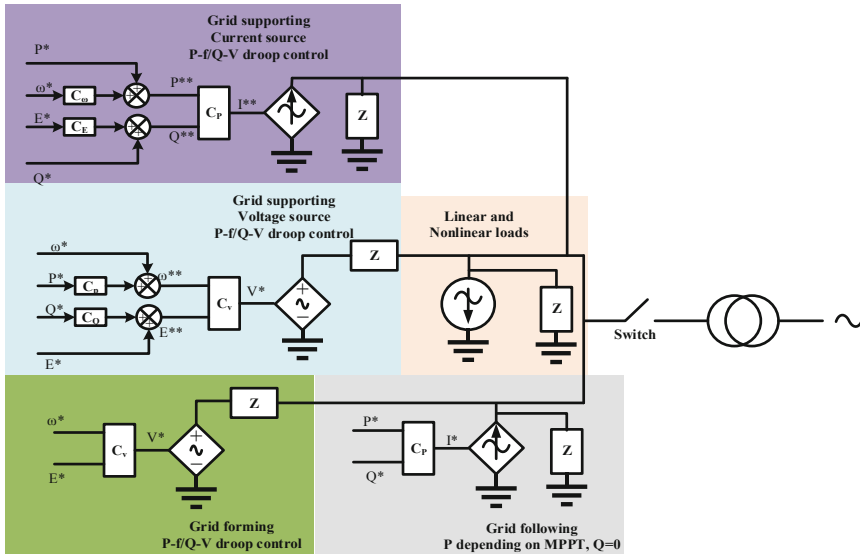 Grid supporting
Current source
P-f/Q-V droop control
P*
ω*
Cω
P**
E*
CE
Q**
Q*
CP
I**
Z
Grid supporting
Voltage source
P-f/Q-V droop control
ω*
P*
Cp
ω**
Q*
CQ
E**
E*
Cv
V*
Z
Linear and
Nonlinear loads
Z
Switch
ω*
E*
Cv
V*
Z
Grid forming
P-f/Q-V droop control
P*
Q*
CP
I*
Z
Grid following
P depending on MPPT, Q=0